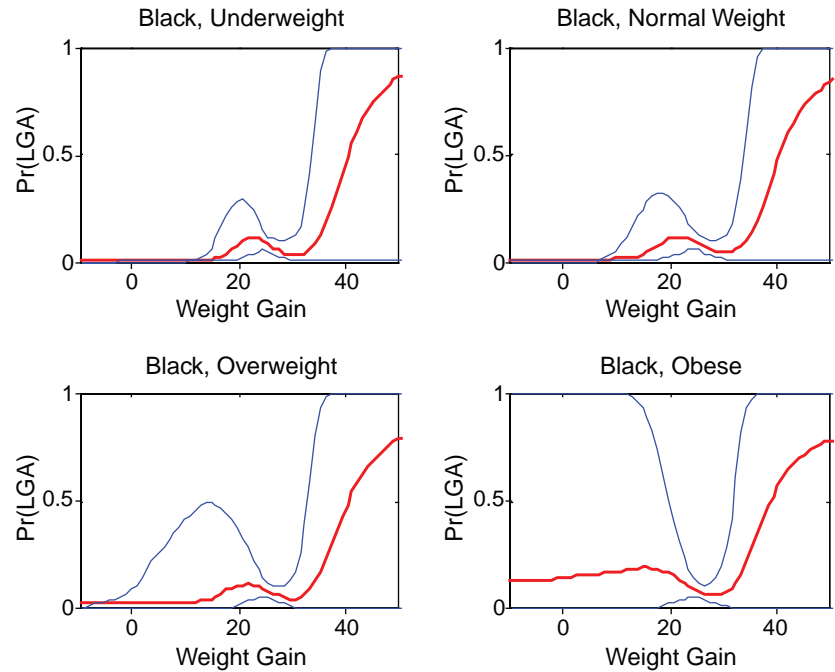 Black, Underweight
1
0.5
0
Pr(LGA)
0 20 40
Weight Gain
Black, Normal Weight
1
0.5
0
Pr(LGA)
0 20 40
Weight Gain
Black, Overweight
1
0.5
0
Pr(LGA)
0 20 40
Weight Gain
Black, Obese
1
0.5
0
Pr(LGA)
0 20 40
Weight Gain